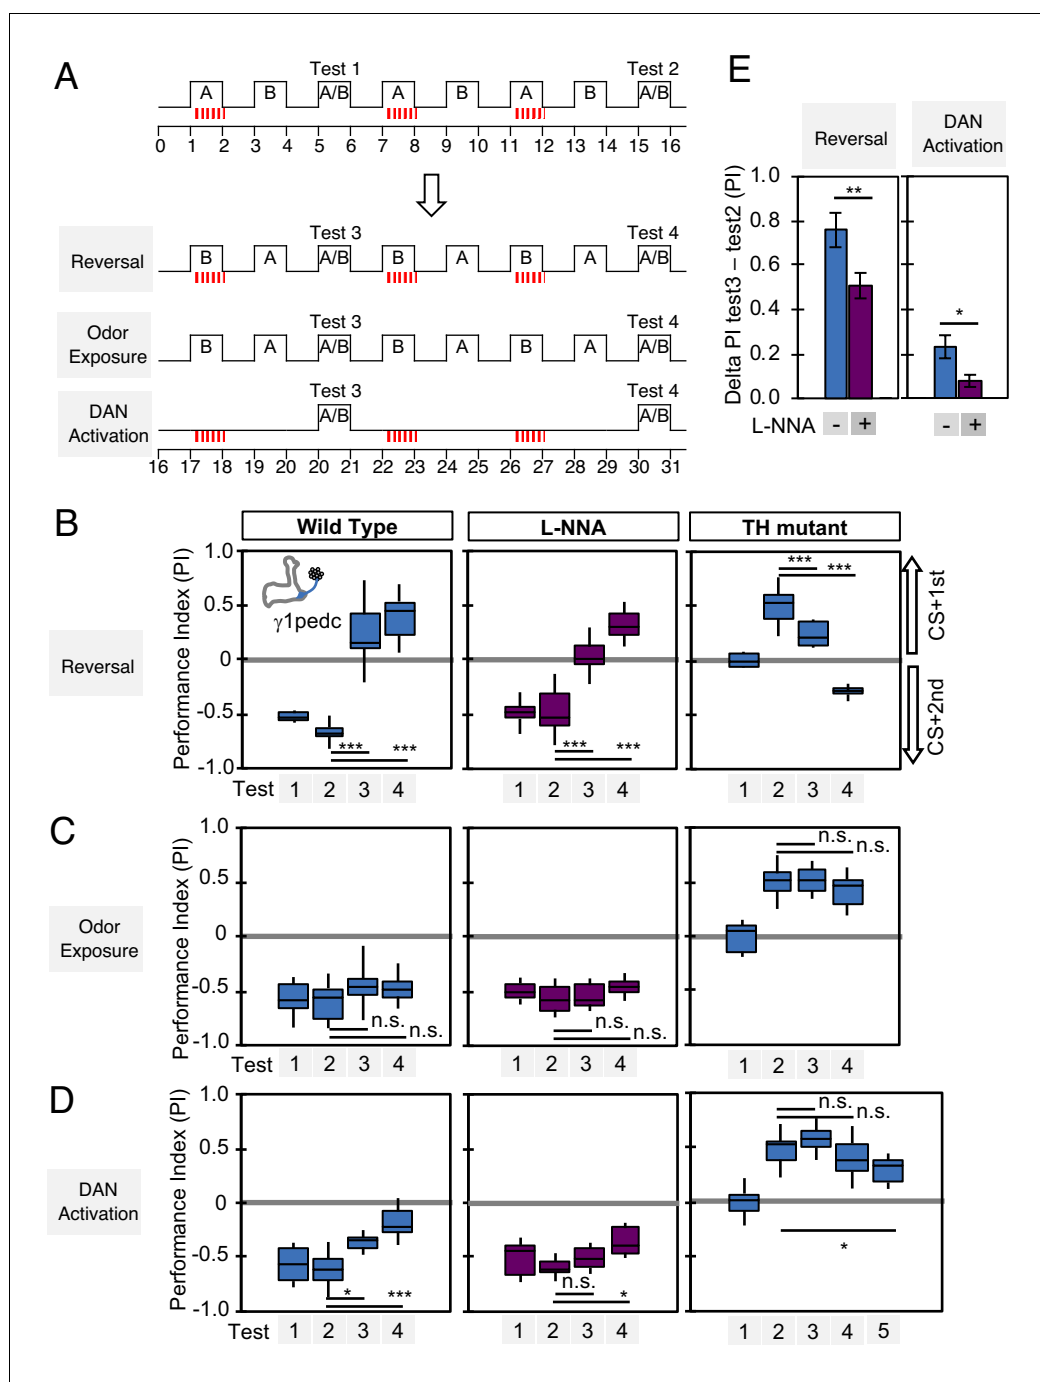 A
Test 1
Test 2
A B A/B A B A B A/B
0 1 2 3 4 5 6 7 8 9 10 11 12 13 14 15 16
Reversal
Test 3
Test 4
B A A/B B A B A A/B
Odor
Exposure
Test 3
Test 4
B A A/B B A B A A/B
DAN
Activation
Test 3
Test 4
A/B A/B
16 17 18 19 20 21 22 23 24 25 26 27 28 29 30 31
E
Reversal
DAN
Activation
Delta PI test3 – test2 (PI)
1.0
0.8
0.6
0.4
0.2
0.0
**
*
L-NNA - + - +
B
Wild Type
L-NNA
TH mutant
Reversal
Performance Index (PI)
1.0
0.5
0
-0.5
-1.0
γ1pedc
*** ***
*** ***
*** ***
CS+1st
CS+2nd
Test 1 2 3 4 1 2 3 4 1 2 3 4
C
Odor
Exposure
Performance Index (PI)
1.0
0.5
0
-0.5
-1.0
n.s.
n.s.
n.s.
n.s.
n.s.
n.s.
Test 1 2 3 4 1 2 3 4 1 2 3 4
D
DAN
Activation
Performance Index (PI)
1.0
0.5
0
-0.5
-1.0
* ***
n.s. *
n.s.
n.s.
*
Test 1 2 3 4 1 2 3 4 1 2 3 4 5